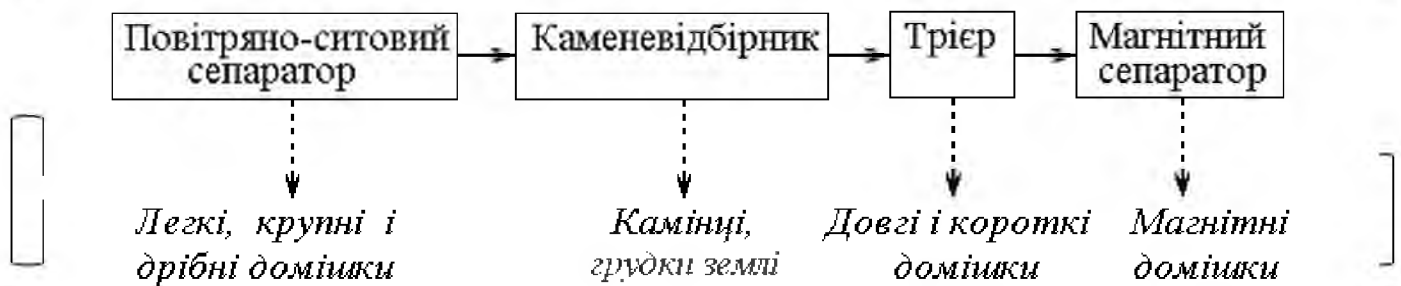 Повітряно-ситовий
сепаратор
Каменевідбірник
Трієр
Магнітний
сепаратор
Легкі, крупні і
дрібні домішки
Камінці,
грудки землі
Довгі і короткі
домішки
Магнітні
домішки